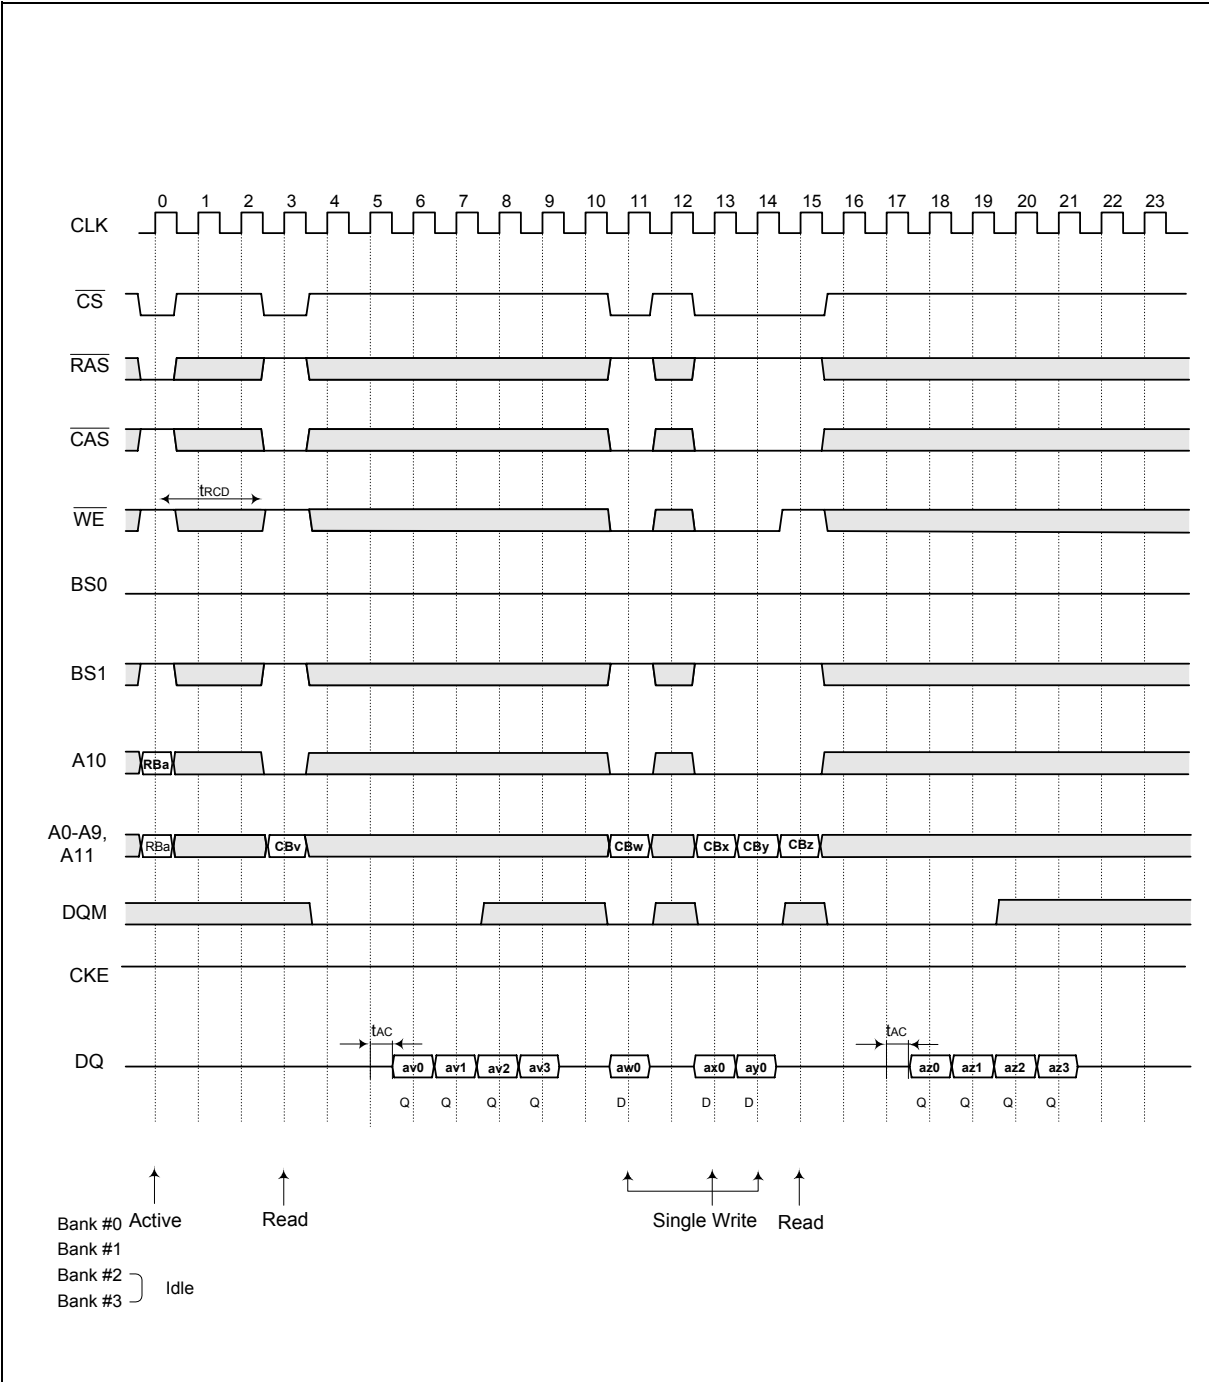 0 1 2 3 4 5 6 7 8 9 10 11 12 13 14 15 16 17 18 19 20 21 22 23
CLK
CS
RAS
CAS
tRCD
WE
BS0
BS1
A10 RBa
A0-A9,
A11
RBa CBv CBw CBx CBy CBz
DQM
CKE
tAC tAC
DQ av0 av1 av2 av3 aw0 ax0 ay0 az0 az1 az2 az3
Q Q Q Q D D D Q Q Q Q
Bank #0 Active Read Single Write Read
Bank #1
Bank #2
Idle
Bank #3